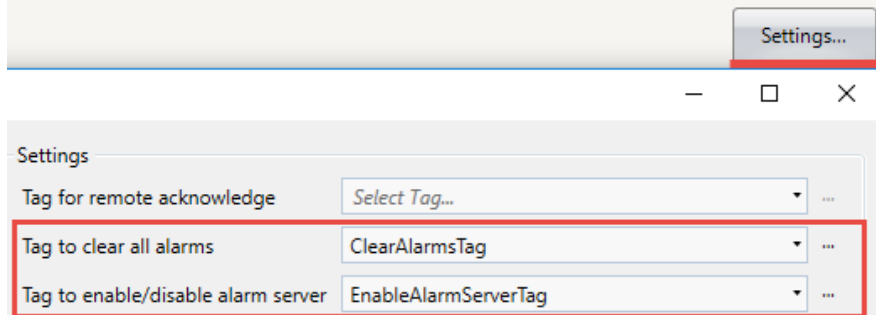 Settings...
Settings
Tag for remote acknowledge Select Tag... ...
Tag to clear all alarms ClearAlarmsTag ...
Tag to enable/disable alarm server EnableAlarmServerTag ...